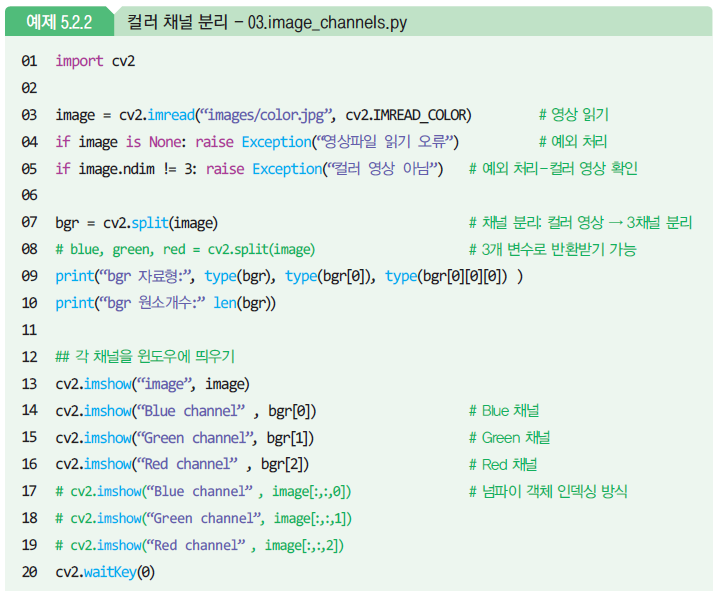 예제 5.2.2 컬러 채널 분리 - 03.image_channels.py
01 import cv2
02
03 image = cv2.imread(“images/color.jpg”, cv2.IMREAD_COLOR) # 영상 읽기
04 if image is None: raise Exception(“영상파일 읽기 오류”) # 예외 처리
05 if image.ndim != 3: raise Exception(“컬러 영상 아님”) # 예외 처리-컬러 영상 확인
06
07 bgr = cv2.split(image) # 채널 분리: 컬러 영상 → 3채널 분리
08 # blue, green, red = cv2.split(image) # 3개 변수로 반환받기 가능
09 print(“bgr 자료형:”, type(bgr), type(bgr[0]), type(bgr[0][0][0]) )
10 print(“bgr 원소개수:” len(bgr))
11
12 ## 각 채널을 윈도우에 띄우기
13 cv2.imshow(“image”, image)
14 cv2.imshow(“Blue channel” , bgr[0]) # Blue 채널
15 cv2.imshow(“Green channel”, bgr[1]) # Green 채널
16 cv2.imshow(“Red channel” , bgr[2]) # Red 채널
17 # cv2.imshow(“Blue channel” , image[:,:,0]) # 넘파이 객체 인덱싱 방식
18 # cv2.imshow(“Green channel”, image[:,:,1])
19 # cv2.imshow(“Red channel” , image[:,:,2])
20 cv2.waitKey(0)